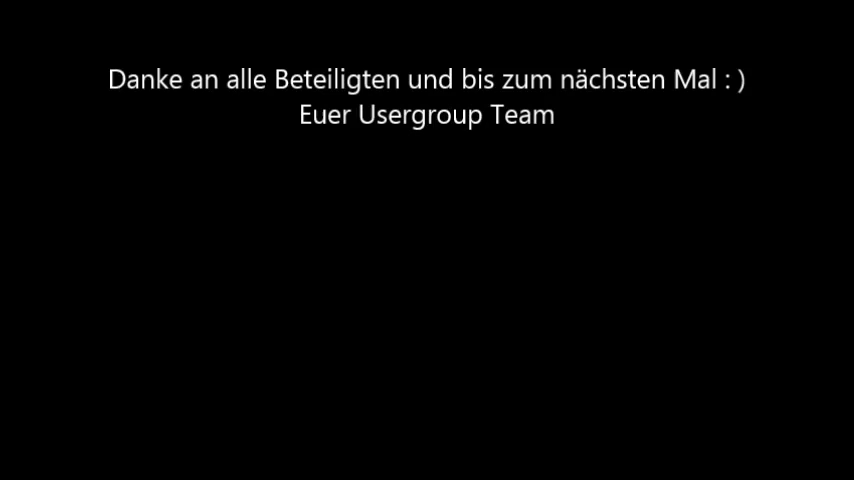 Danke an alle Beteiligten und bis zum nächsten Mal : )
Euer Usergroup Team